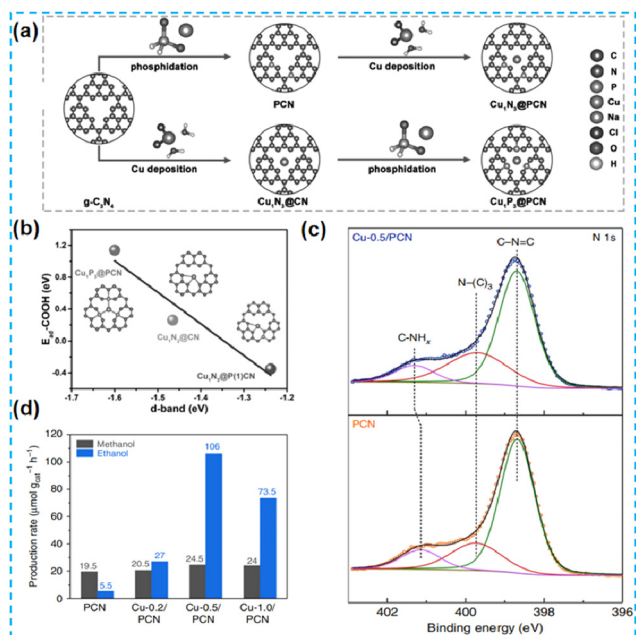 (a)
phosphidation
Cu deposition
PCN
Cu₁N₃@PCN
Cu deposition
phosphidation
g-C₃N₄
Cu₁N₃@CN
Cu₁P₃@PCN
C
N
P
Cu
Na
Cl
O
H
(b)
E_ad-COOH (eV)
1.2
0.8
0.4
0.0
-0.4
Cu₁P₃@PCN
Cu₁N₃@CN
Cu₁N₃@P(1)CN
-1.6
-1.5
-1.4
-1.3
-1.2
d-band (eV)
(c)
Cu-0.5/PCN
N 1s
C–N=C
N–(C)₃
C-NHₓ
PCN
402
400
398
396
Binding energy (eV)
(d)
Production rate (μmol g_cat⁻¹ h⁻¹)
120
100
80
60
40
20
0
Methanol
Ethanol
19.5
5.5
20.5
27
24.5
106
24
73.5
PCN
Cu-0.2/
PCN
Cu-0.5/
PCN
Cu-1.0/
PCN